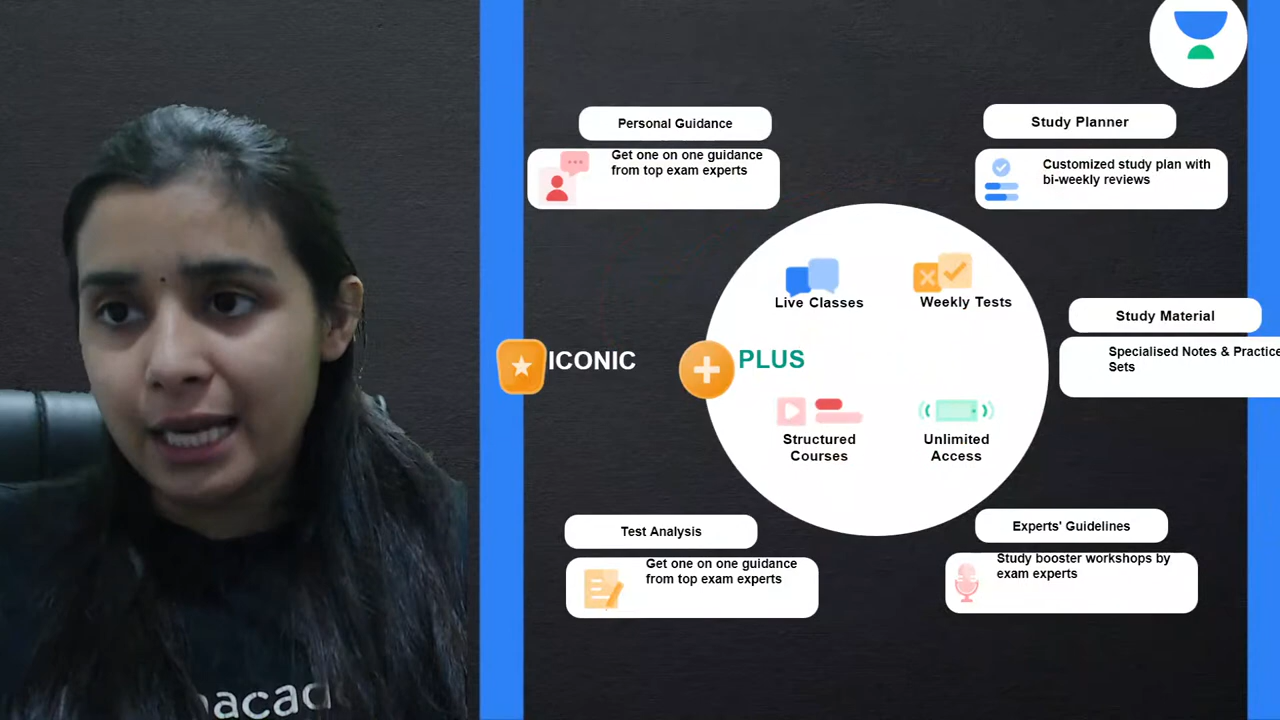 Personal Guidance
Get one on one guidance
from top exam experts
Study Planner
Customized study plan with
bi-weekly reviews
Live Classes
Weekly Tests
Study Material
Specialised Notes & Practice
Sets
ICONIC
PLUS
Structured
Courses
Unlimited
Access
Test Analysis
Get one on one guidance
from top exam experts
Experts' Guidelines
Study booster workshops by
exam experts